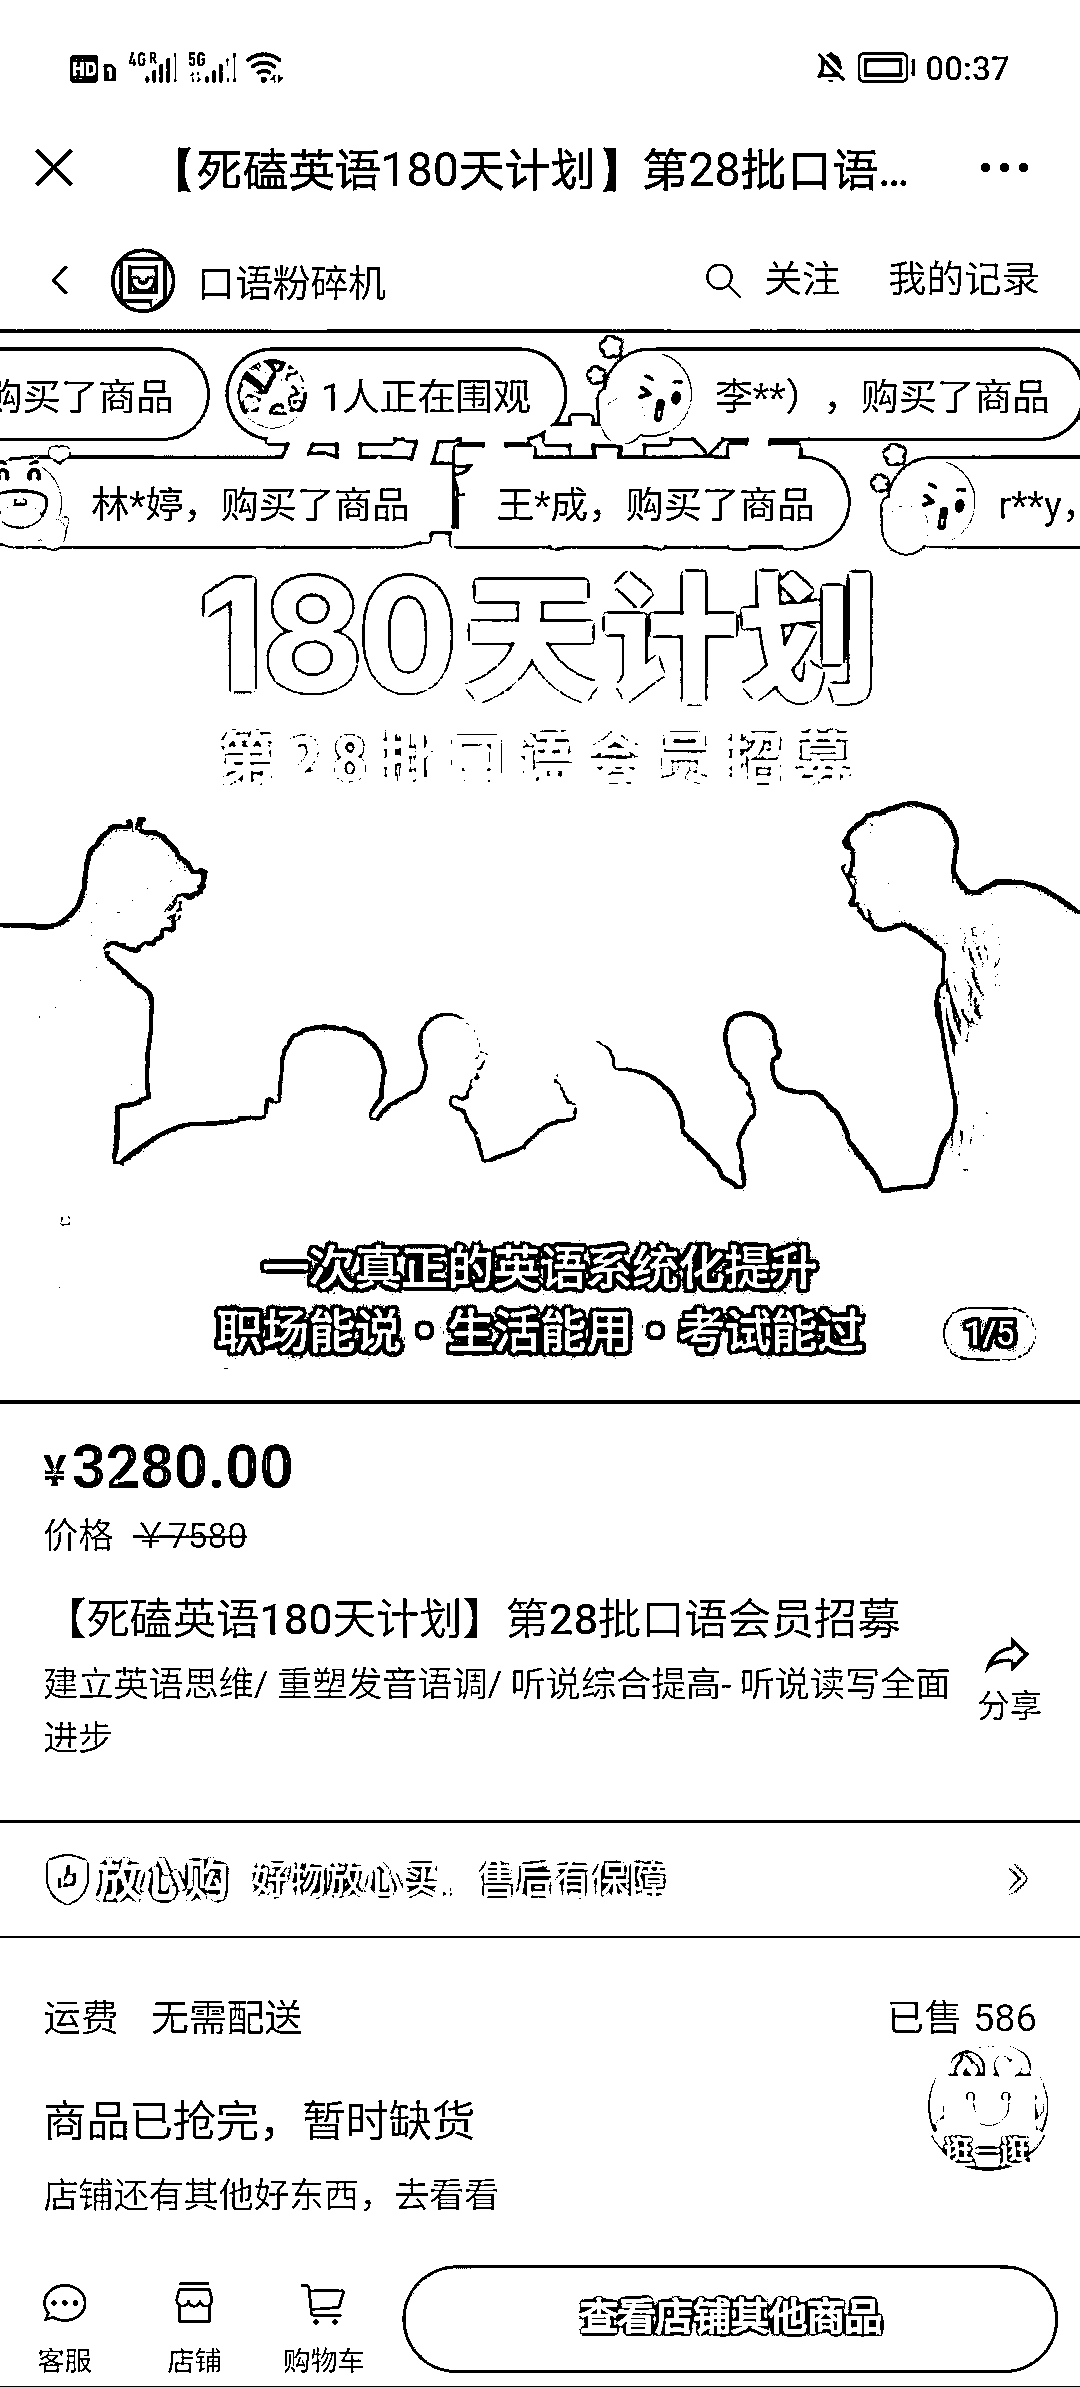 HD 4G R 5G 00:37
【死磕英语180天计划】第28批口语...
口语粉碎机 关注 我的记录
购买了商品 1人正在围观 李**），购买了商品
林*婷，购买了商品 王*成，购买了商品 r**y，
180天计划
第28批口语会员招募
一次真正的英语系统化提升
职场能说·生活能用·考试能过
1/5
¥3280.00
价格 ￥7580
【死磕英语180天计划】第28批口语会员招募
建立英语思维/ 重塑发音语调/ 听说综合提高- 听说读写全面
进步
分享
放心购 好物放心买，售后有保障
运费 无需配送 已售 586
商品已抢完，暂时缺货
逛一逛
店铺还有其他好东西，去看看
客服 店铺 购物车 查看店铺其他商品